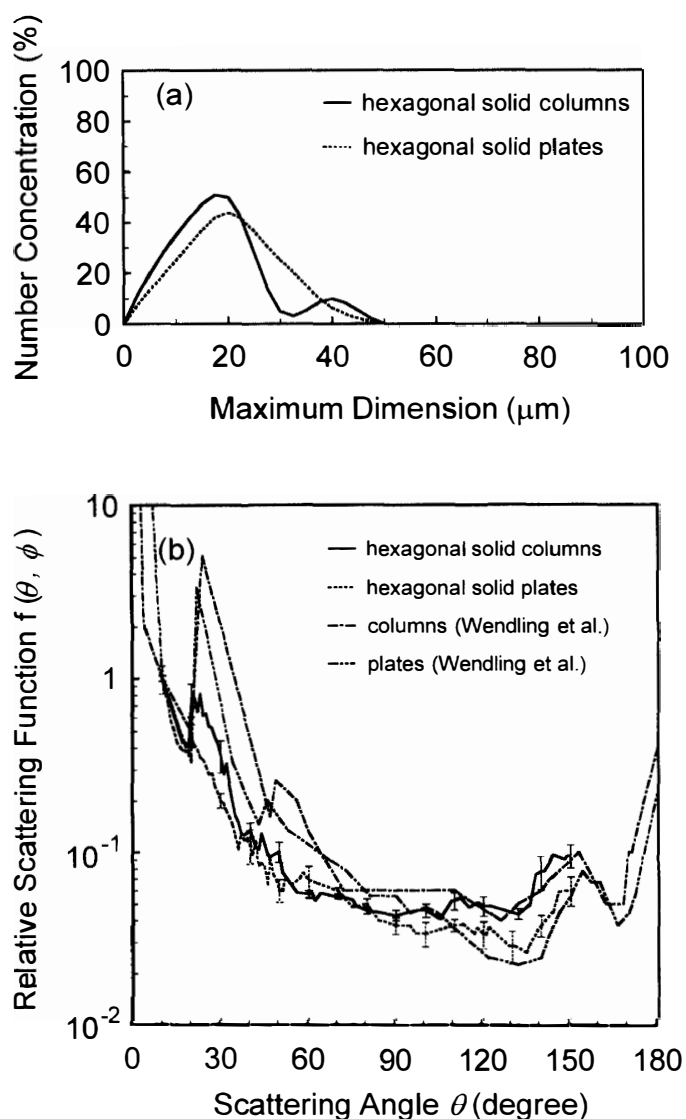 Number Concentration (%)
100
80
60
40
20
0
(a)
hexagonal solid columns
hexagonal solid plates
0 20 40 60 80 100
Maximum Dimension (μm)
Relative Scattering Function f (θ, ϕ)
10
1
10⁻¹
10⁻²
(b)
hexagonal solid columns
hexagonal solid plates
columns (Wendling et al.)
plates (Wendling et al.)
0 30 60 90 120 150 180
Scattering Angle θ (degree)